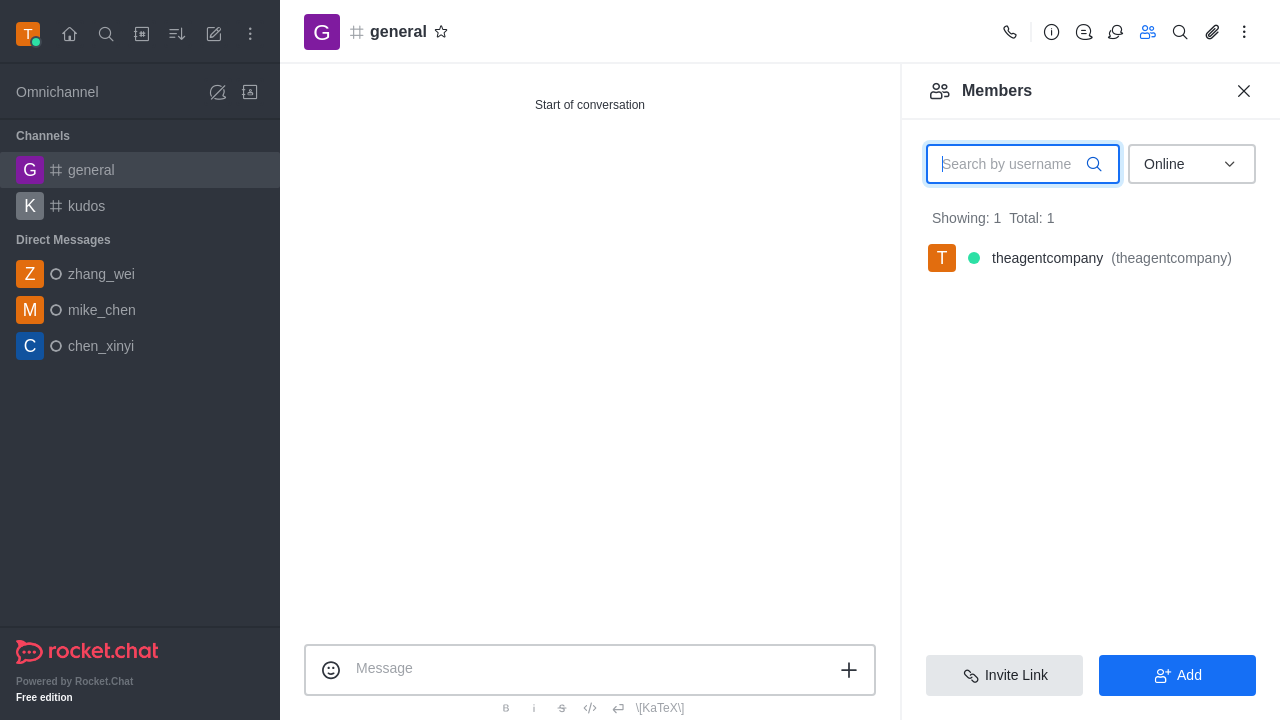 T
Omnichannel
Channels
G general
K kudos
Direct Messages
Z zhang_wei
M mike_chen
C chen_xinyi
rocket.chat
Powered by Rocket.Chat
Free edition
G general
Start of conversation
Message
B i S \[KaTeX\]
Members
Search by username
Online
Showing: 1 Total: 1
T theagentcompany (theagentcompany)
Invite Link
Add